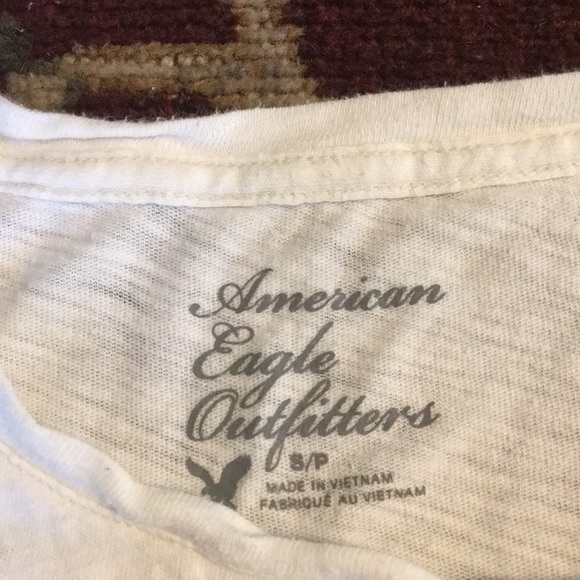 American
Eagle
Outfitters
S/P
MADE IN VIETNAM
FABRIQUÉ AU VIETNAM